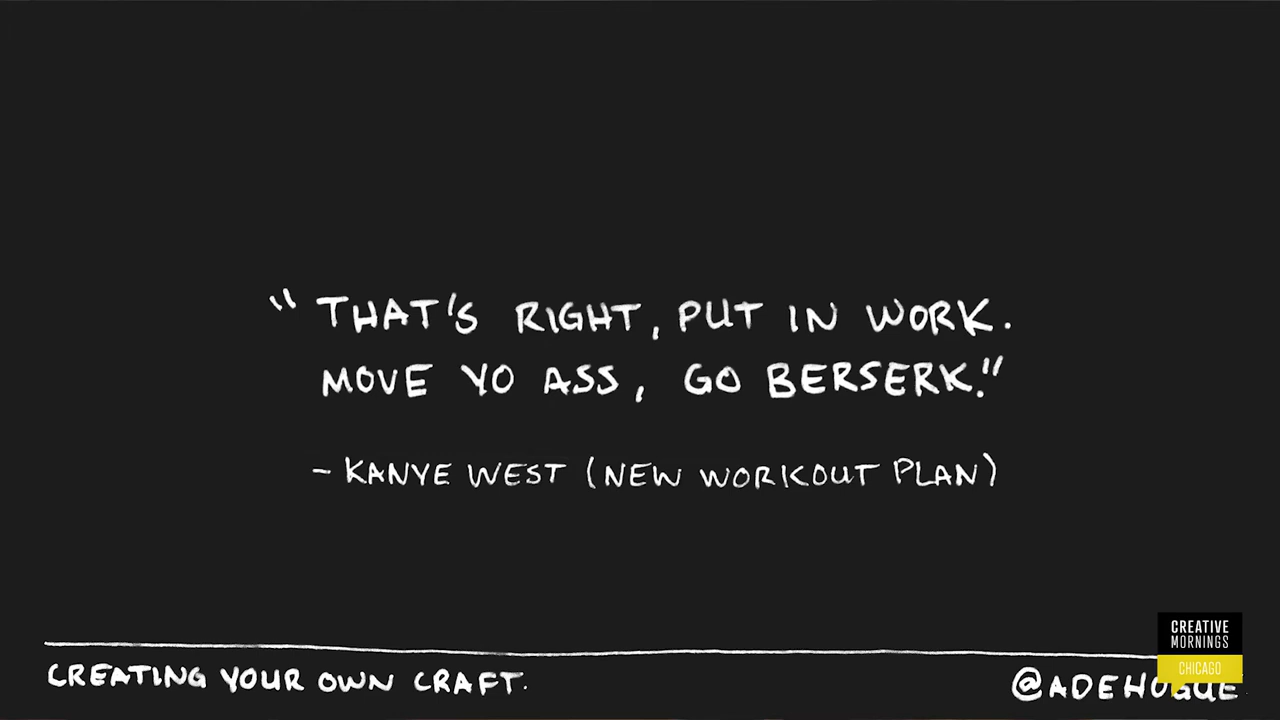 “ THAT'S RIGHT, PUT IN WORK.
MOVE YO ASS, GO BERSERK."
- KANYE WEST (NEW WORKOUT PLAN)
CREATIVE
MORNINGS
CHICAGO
CREATING YOUR OWN CRAFT.
@ADEHOGUE